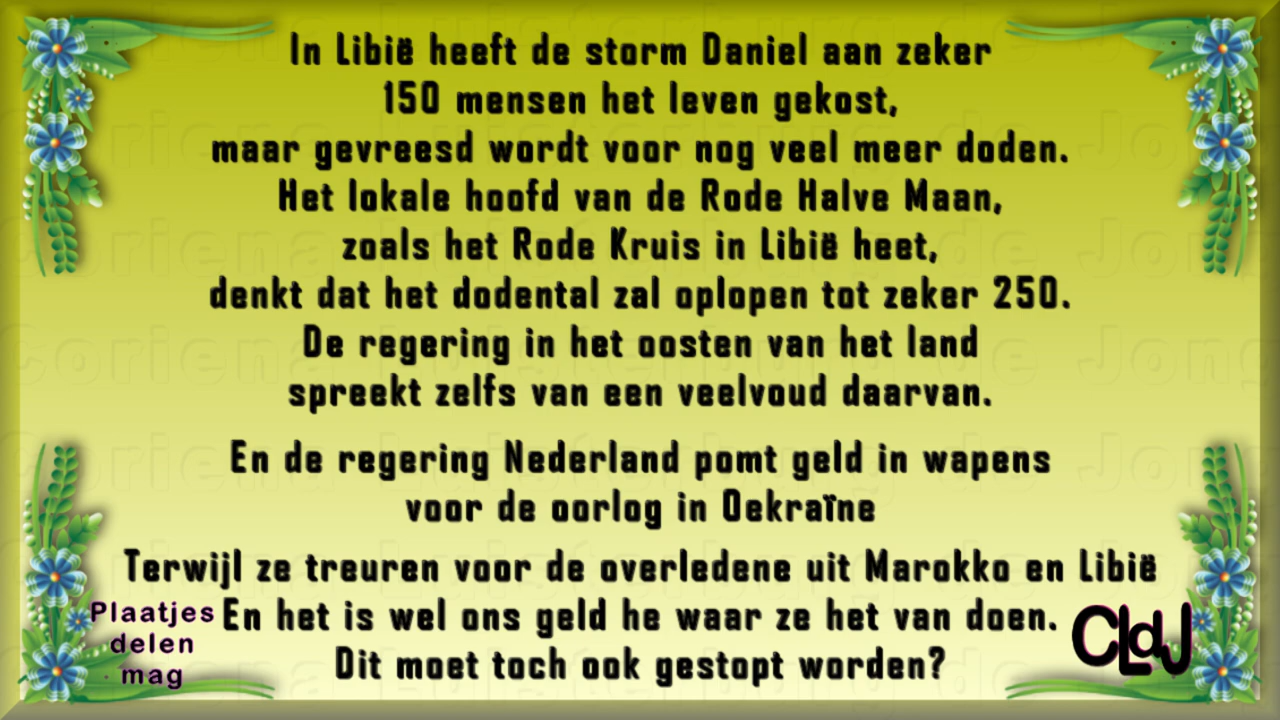 In Libië heeft de storm Daniel aan zeker
150 mensen het leven gekost,
maar gevreesd wordt voor nog veel meer doden.
Het lokale hoofd van de Rode Halve Maan,
zoals het Rode Kruis in Libië heet,
denkt dat het dodental zal oplopen tot zeker 250.
De regering in het oosten van het land
spreekt zelfs van een veelvoud daarvan.
En de regering Nederland pomt geld in wapens
voor de oorlog in Oekraïne
Terwijl ze treuren voor de overledene uit Marokko en Libië
En het is wel ons geld he waar ze het van doen.
Dit moet toch ook gestopt worden?
Plaatjes
delen
mag
CLdJ
coriena Luisterburg de Jong